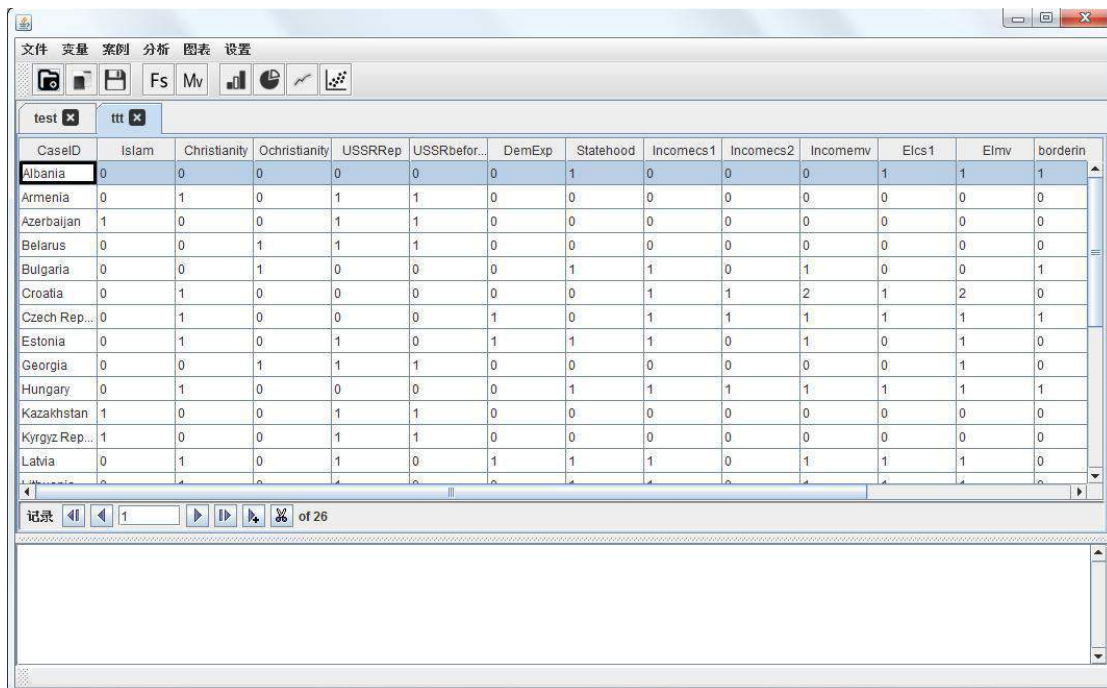 文件 变量 案例 分析 图表 设置
Fs Mv
test ttt
CaseID Islam Christianity Ochristianity USSRRep USSRbefor... DemExp Statehood Incomecs1 Incomecs2 Incomemv Elcs1 Elmv borderin
Albania 0 0 0 0 0 0 1 0 0 0 1 1 1
Armenia 0 1 0 1 1 0 0 0 0 0 0 0 0
Azerbaijan 1 0 0 1 1 0 0 0 0 0 0 0 0
Belarus 0 0 1 1 1 0 0 0 0 0 0 0 0
Bulgaria 0 0 1 0 0 0 1 1 0 1 0 0 1
Croatia 0 1 0 0 0 0 0 1 1 2 1 2 0
Czech Rep... 0 1 0 0 0 1 0 1 1 1 1 1 1
Estonia 0 1 0 1 0 1 1 1 0 1 0 1 0
Georgia 0 0 1 1 1 0 0 0 0 0 0 1 0
Hungary 0 1 0 0 0 0 1 1 1 1 1 1 1
Kazakhstan 1 0 0 1 1 0 0 0 0 0 0 0 0
Kyrgyz Rep... 1 0 0 1 1 0 0 0 0 0 0 0 0
Latvia 0 1 0 1 0 1 1 1 0 1 1 1 0
记录 1 of 26